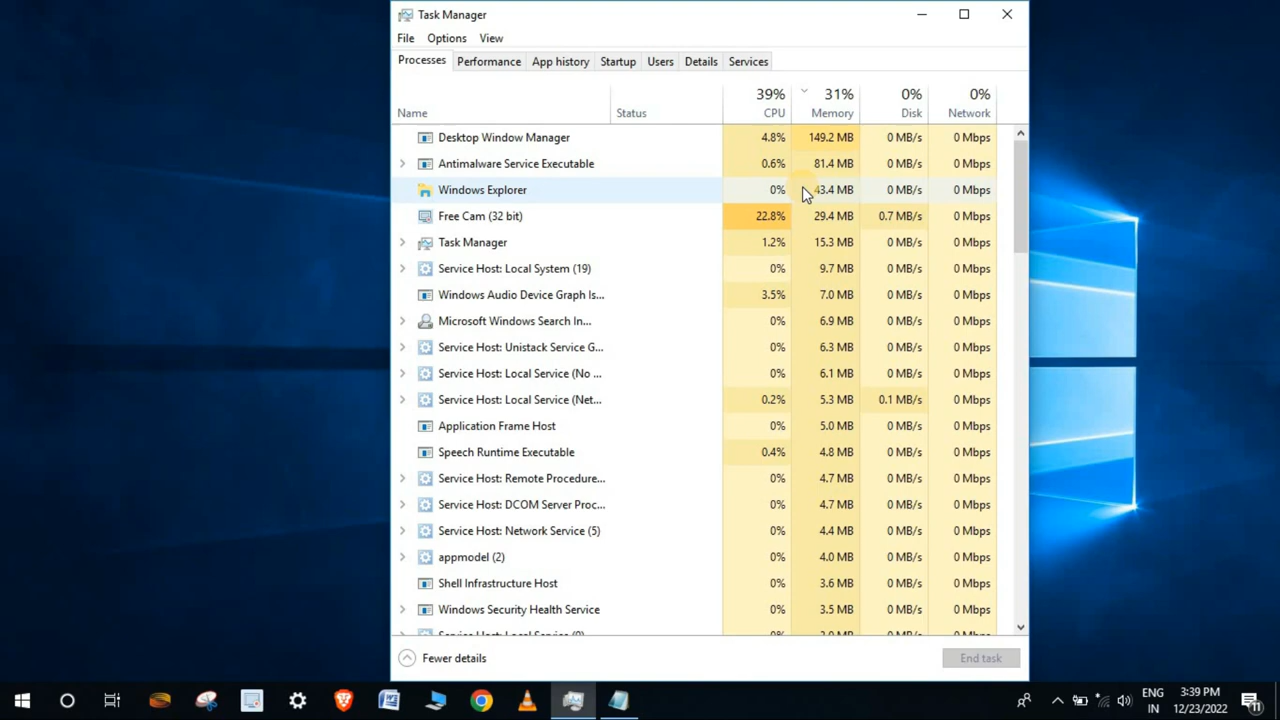 Task Manager
File Options View
Processes Performance App history Startup Users Details Services
39% 31% 0% 0%
Name Status CPU Memory Disk Network
Desktop Window Manager 4.8% 149.2 MB 0 MB/s 0 Mbps
Antimalware Service Executable 0.6% 81.4 MB 0 MB/s 0 Mbps
Windows Explorer 0% 43.4 MB 0 MB/s 0 Mbps
Free Cam (32 bit) 22.8% 29.4 MB 0.7 MB/s 0 Mbps
Task Manager 1.2% 15.3 MB 0 MB/s 0 Mbps
Service Host: Local System (19) 0% 9.7 MB 0 MB/s 0 Mbps
Windows Audio Device Graph Is... 3.5% 7.0 MB 0 MB/s 0 Mbps
Microsoft Windows Search In... 0% 6.9 MB 0 MB/s 0 Mbps
Service Host: Unistack Service G... 0% 6.3 MB 0 MB/s 0 Mbps
Service Host: Local Service (No ... 0% 6.1 MB 0 MB/s 0 Mbps
Service Host: Local Service (Net... 0.2% 5.3 MB 0.1 MB/s 0 Mbps
Application Frame Host 0% 5.0 MB 0 MB/s 0 Mbps
Speech Runtime Executable 0.4% 4.8 MB 0 MB/s 0 Mbps
Service Host: Remote Procedure... 0% 4.7 MB 0 MB/s 0 Mbps
Service Host: DCOM Server Proc... 0% 4.7 MB 0 MB/s 0 Mbps
Service Host: Network Service (5) 0% 4.4 MB 0 MB/s 0 Mbps
appmodel (2) 0% 4.0 MB 0 MB/s 0 Mbps
Shell Infrastructure Host 0% 3.6 MB 0 MB/s 0 Mbps
Windows Security Health Service 0% 3.5 MB 0 MB/s 0 Mbps
Fewer details End task
ENG 3:39 PM
IN 12/23/2022 11